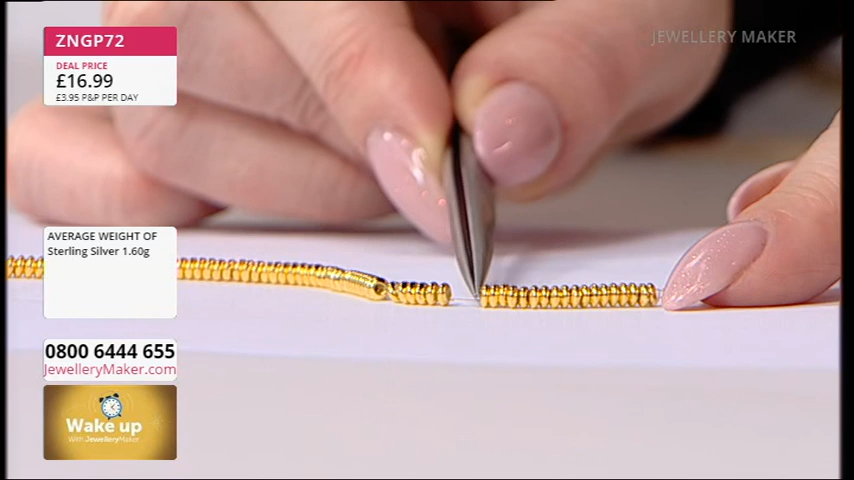 ZNGP72
DEAL PRICE
£16.99
£3.95 P&P PER DAY
JEWELLERY MAKER
AVERAGE WEIGHT OF
Sterling Silver 1.60g
0800 6444 655
JewelleryMaker.com
Wake up
With JewelleryMaker